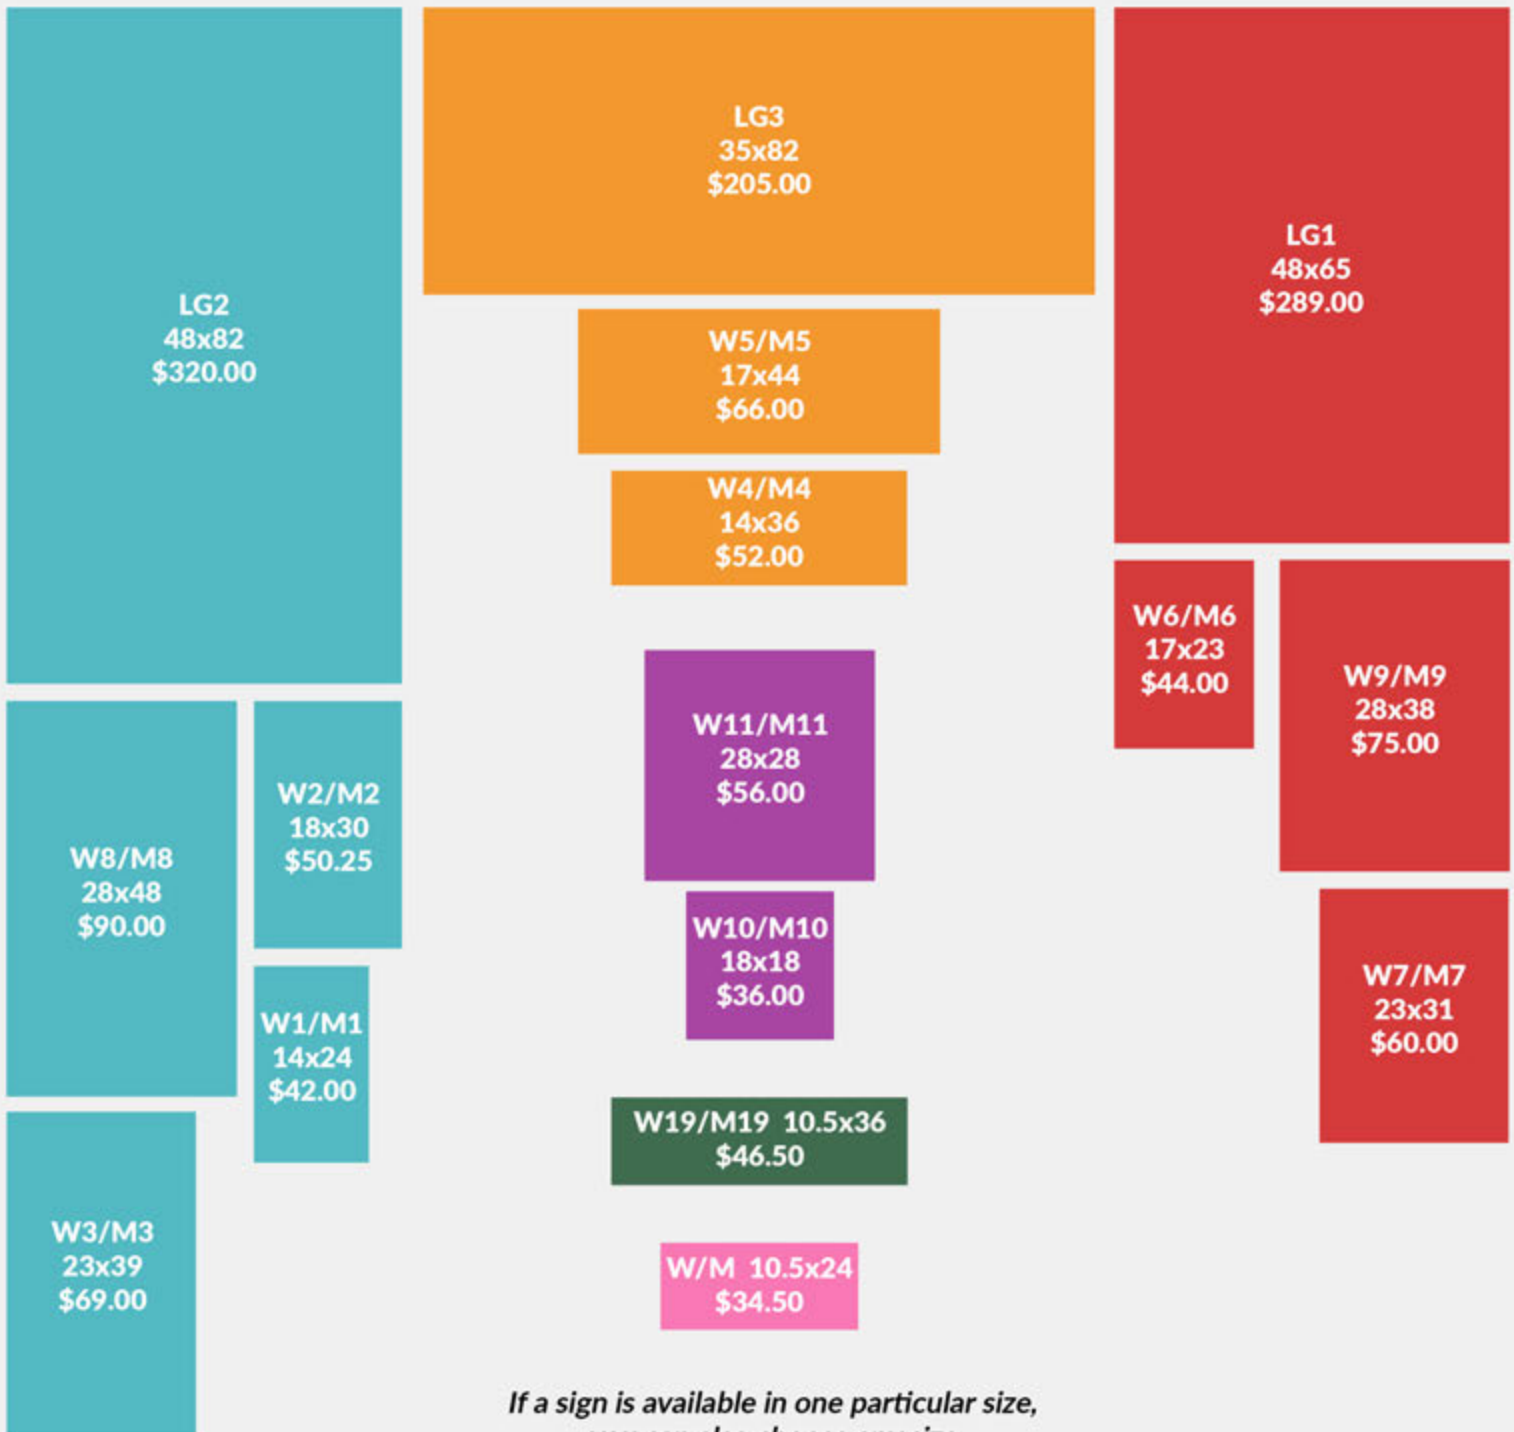 LG2
48x82
$320.00
LG3
35x82
$205.00
LG1
48x65
$289.00
W5/M5
17x44
$66.00
W4/M4
14x36
$52.00
W6/M6
17x23
$44.00
W9/M9
28x38
$75.00
W11/M11
28x28
$56.00
W8/M8
28x48
$90.00
W2/M2
18x30
$50.25
W10/M10
18x18
$36.00
W1/M1
14x24
$42.00
W7/M7
23x31
$60.00
W19/M19 10.5x36
$46.50
W3/M3
23x39
$69.00
W/M 10.5x24
$34.50
If a sign is available in one particular size,